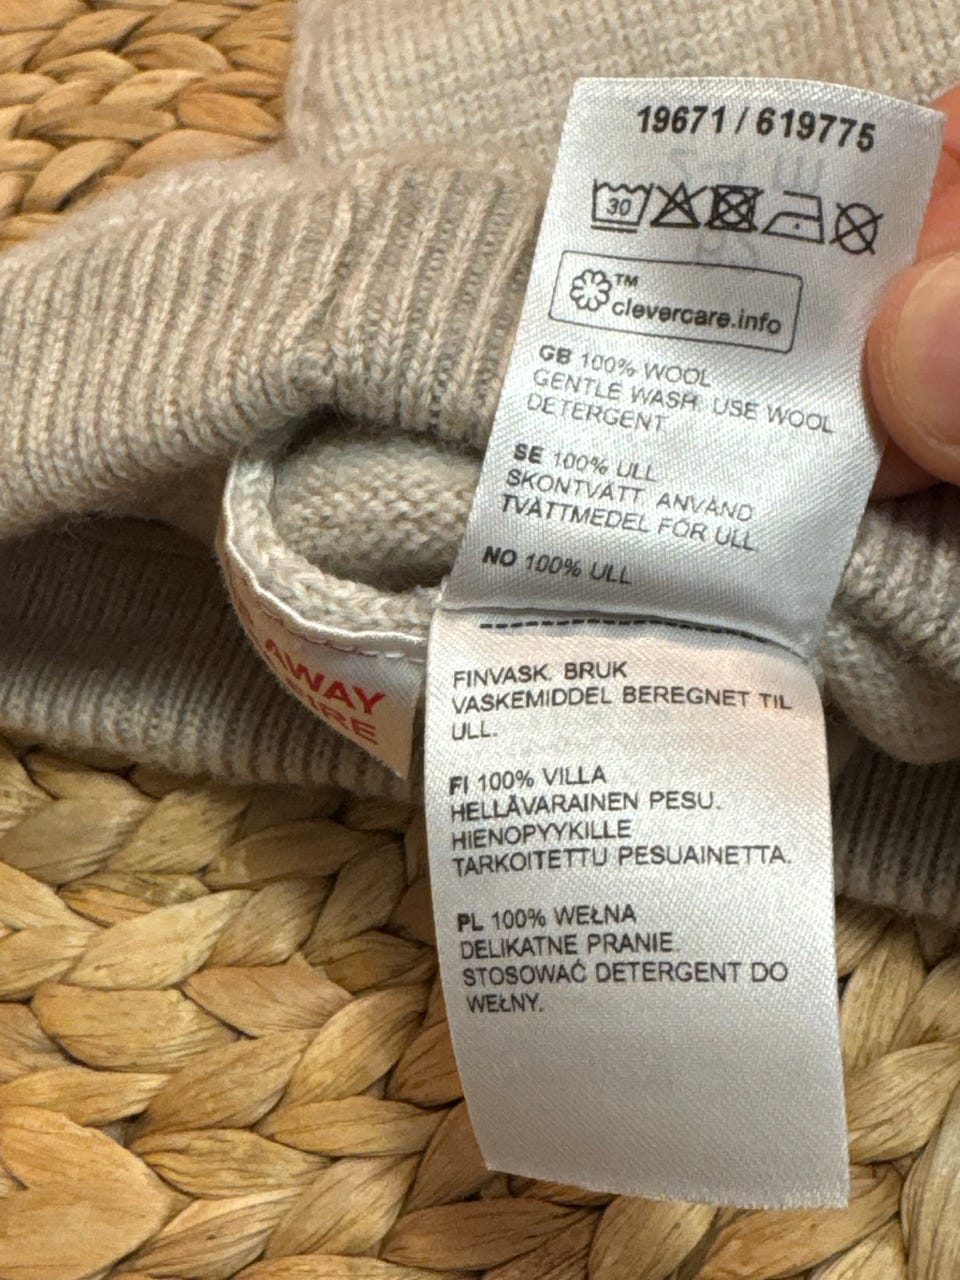 19671 / 619775
30
™
clevercare.info
GB 100% WOOL
GENTLE WASH. USE WOOL
DETERGENT
SE 100% ULL
SKONTVÄTT. ANVÄND
TVÄTTMEDEL FÖR ULL.
NO 100% ULL
FINVASK. BRUK
VASKEMIDDEL BEREGNET TIL
ULL.
FI 100% VILLA
HELLÄVARAINEN PESU.
HIENOPYYKILLE
TARKOITETTU PESUAINETTA.
PL 100% WEŁNA
DELIKATNE PRANIE.
STOSOWAĆ DETERGENT DO
WEŁNY.
AWAY